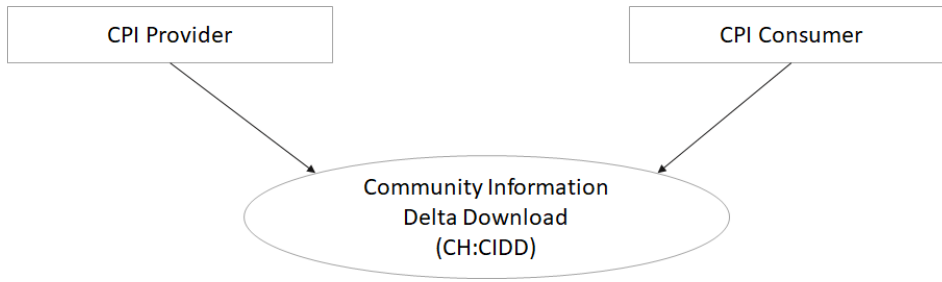 CPI Provider
CPI Consumer
Community Information
Delta Download
(CH:CIDD)